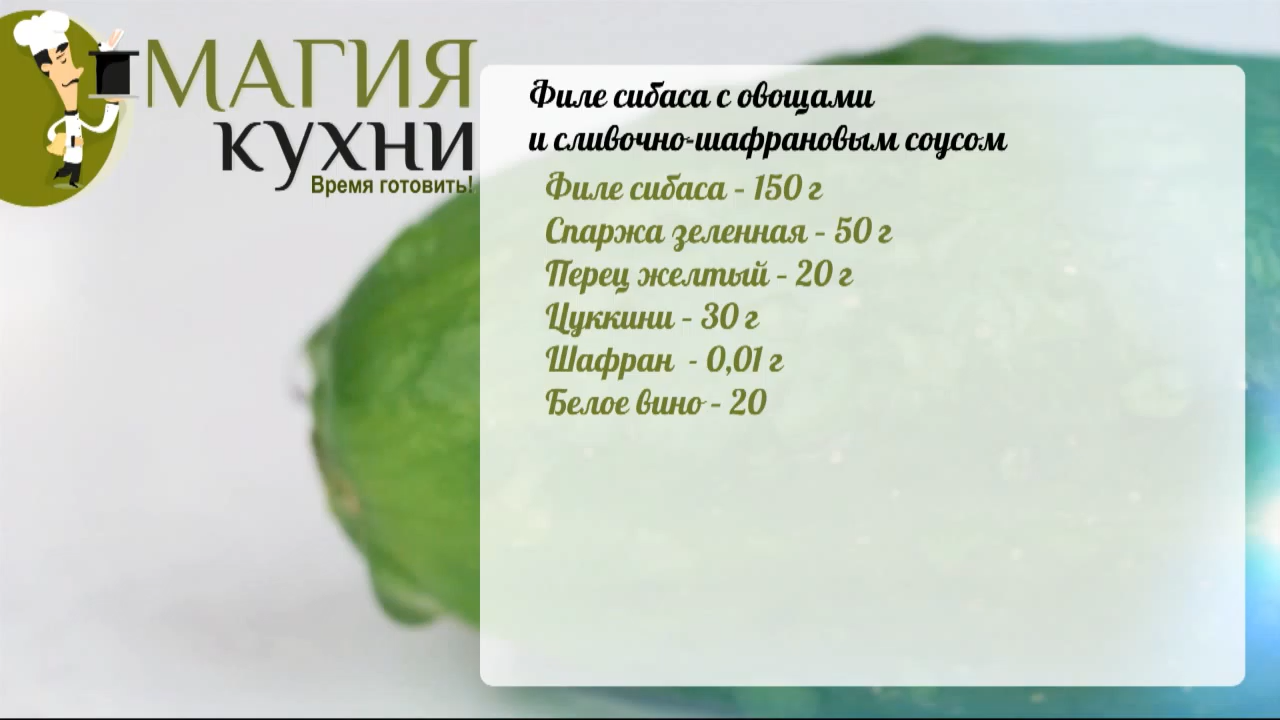 МАГИЯ
кухни
Время готовить!
Филе сибаса с овощами
и сливочно-шафрановым соусом
Филе сибаса - 150 г
Спаржа зеленная - 50 г
Перец желтый - 20 г
Цуккини - 30 г
Шафран - 0,01 г
Белое вино - 20